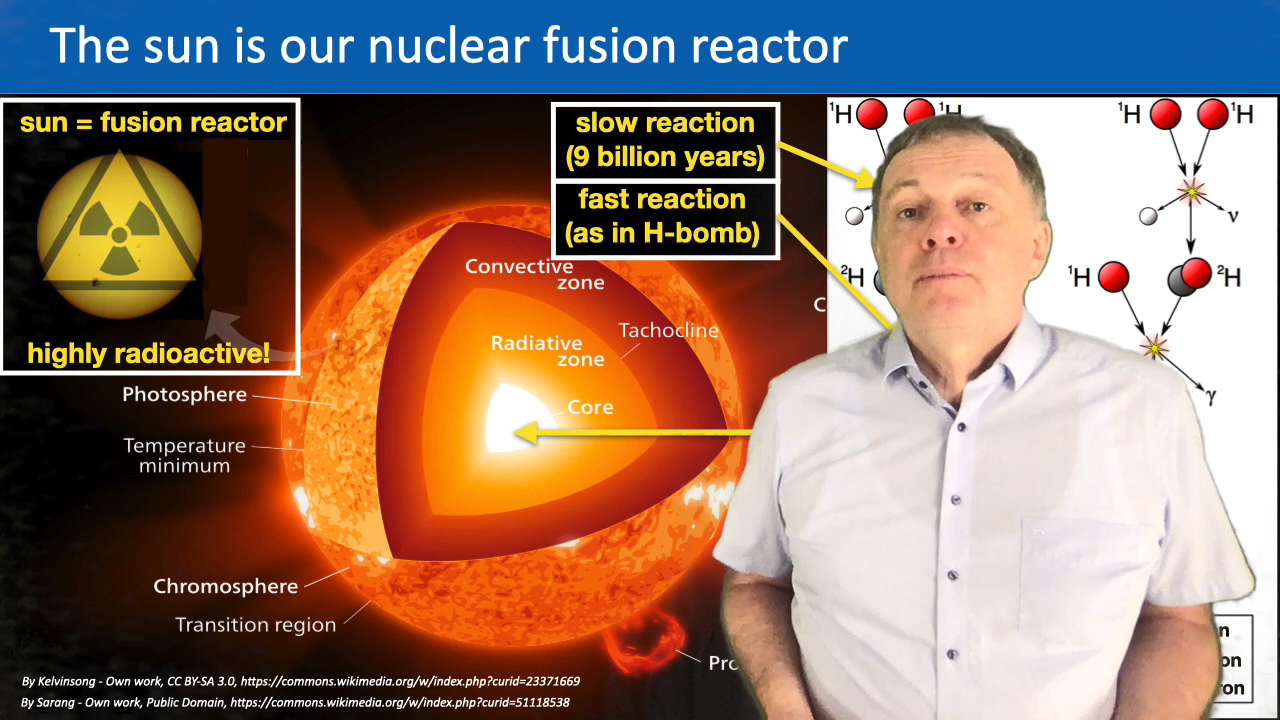 The sun is our nuclear fusion reactor
sun = fusion reactor
highly radioactive!
slow reaction
(9 billion years)
fast reaction
(as in H-bomb)
Convective
zone
Radiative
zone
Tachocline
Core
Photosphere
Temperature
minimum
Chromosphere
Transition region
¹H
¹H
¹H
¹H
ν
²H
¹H
²H
γ
By Kelvinsong - Own work, CC BY-SA 3.0, https://commons.wikimedia.org/w/index.php?curid=23371669
By Sarang - Own work, Public Domain, https://commons.wikimedia.org/w/index.php?curid=51118538